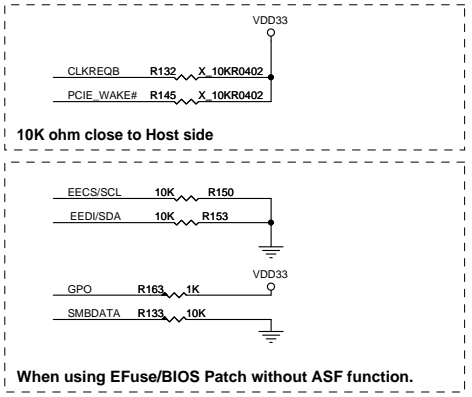 VDD33
CLKREQB R132 X_10KR0402
PCIE_WAKE# R145 X_10KR0402
10K ohm close to Host side
EECS/SCL 10K R150
EEDI/SDA 10K R153
VDD33
GPO R163 1K
SMBDATA R133 10K
When using EFuse/BIOS Patch without ASF function.